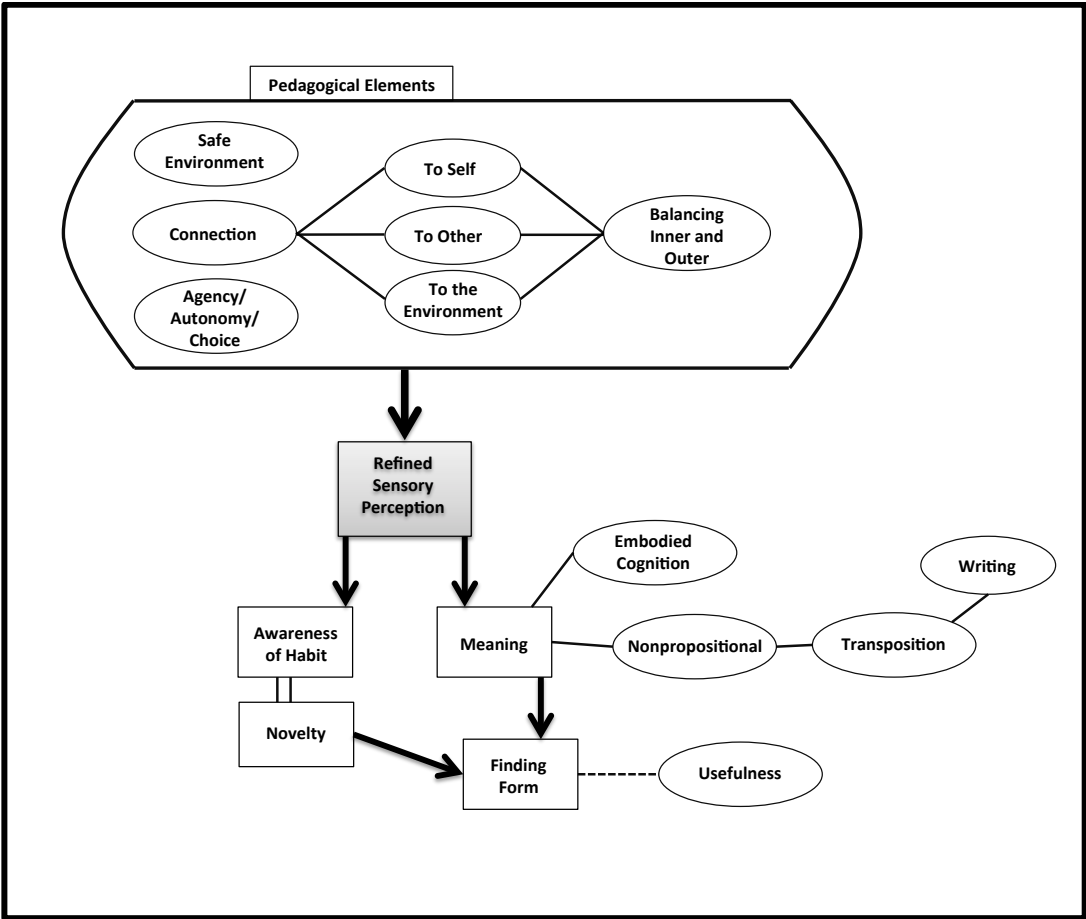 Pedagogical Elements
Safe
Environment
Connection
Agency/
Autonomy/
Choice
To Self
To Other
To the
Environment
Balancing
Inner and
Outer
Refined
Sensory
Perception
Awareness
of Habit
Novelty
Meaning
Embodied
Cognition
Nonpropositional
Transposition
Writing
Finding
Form
Usefulness